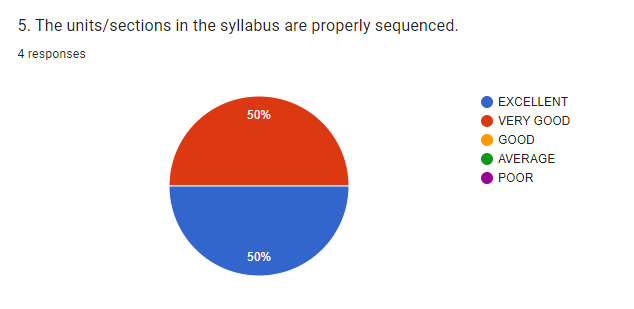 5. The units/sections in the syllabus are properly sequenced.
4 responses
50%
50%
EXCELLENT
VERY GOOD
GOOD
AVERAGE
POOR